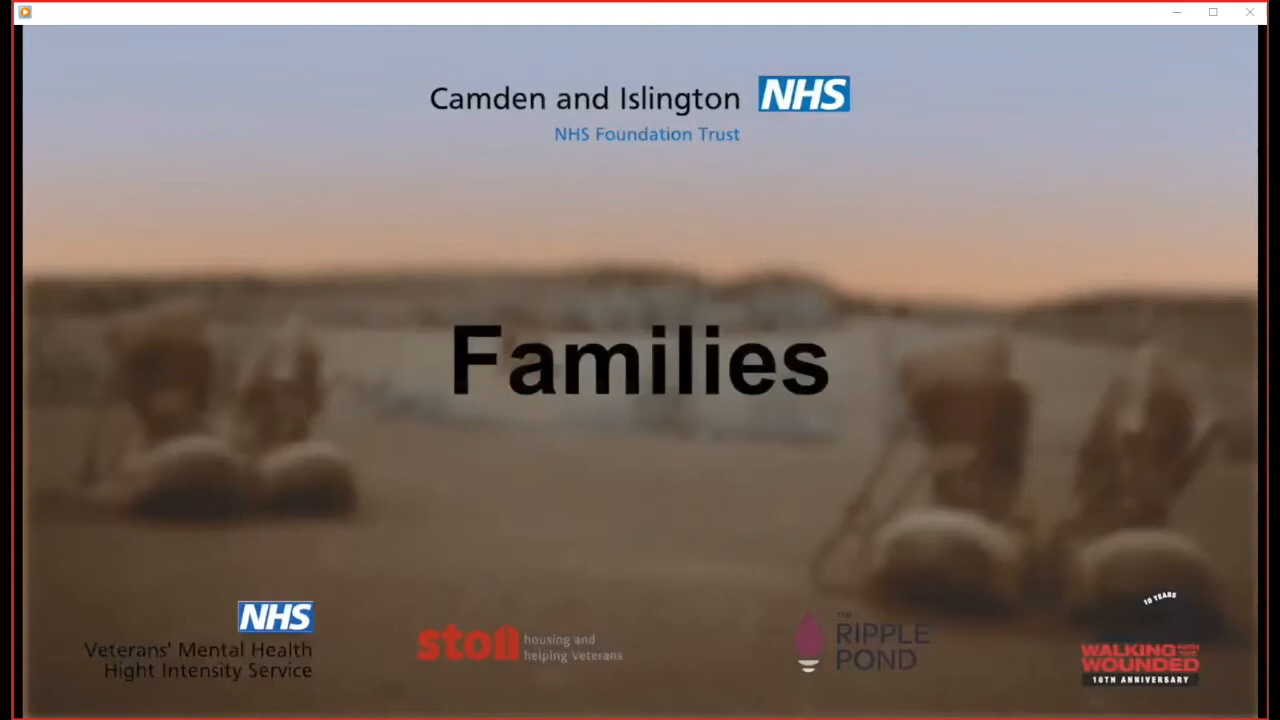 Camden and Islington NHS
NHS Foundation Trust
Families
NHS
Veterans' Mental Health
Hight Intensity Service
stoll housing and
helping Veterans
THE
RIPPLE
POND
10 YEARS
WALKING WITH THE
WOUNDED
10TH ANNIVERSARY